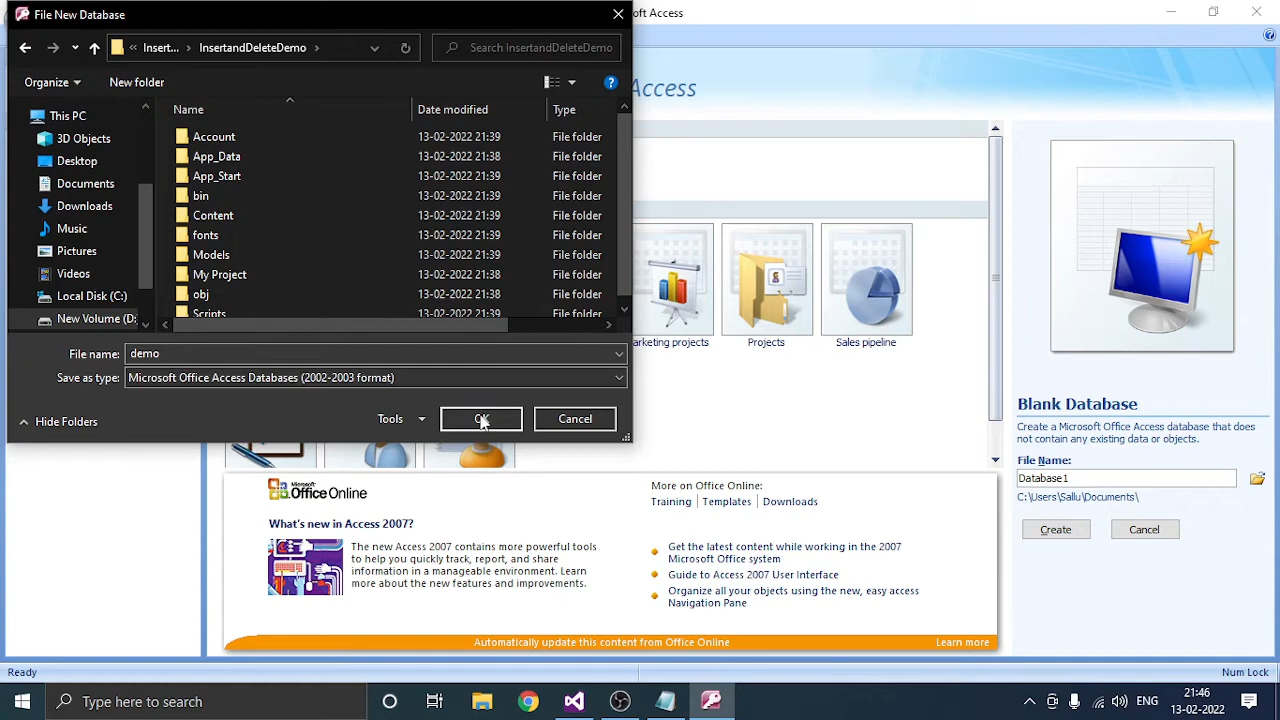 File New Database
oft Access
Insert... InsertandDeleteDemo
Search InsertandDeleteDemo
Organize
New folder
Access
Name
Date modified
Type
This PC
3D Objects
Desktop
Documents
Downloads
Music
Pictures
Videos
Local Disk (C:)
New Volume (D:
Account 13-02-2022 21:39 File folder
App_Data 13-02-2022 21:38 File folder
App_Start 13-02-2022 21:39 File folder
bin 13-02-2022 21:39 File folder
Content 13-02-2022 21:39 File folder
fonts 13-02-2022 21:39 File folder
Models 13-02-2022 21:39 File folder
My Project 13-02-2022 21:38 File folder
obj 13-02-2022 21:38 File folder
Scripts 13-02-2022 21:39 File folder
File name: demo
Save as type: Microsoft Office Access Databases (2002-2003 format)
Hide Folders
Tools
OK
Cancel
arketing projects
Projects
Sales pipeline
Blank Database
Create a Microsoft Office Access database that does
not contain any existing data or objects.
File Name:
Database1
C:\Users\Sallu\Documents\
Create
Cancel
Office Online
What's new in Access 2007?
The new Access 2007 contains more powerful tools
to help you quickly track, report, and share
information in a manageable environment. Learn
more about the new features and improvements.
More on Office Online:
Training | Templates | Downloads
Get the latest content while working in the 2007
Microsoft Office system
Guide to Access 2007 User Interface
Organize all your objects using the new, easy access
Navigation Pane
Automatically update this content from Office Online
Learn more
Ready
Num Lock
Type here to search
ENG
21:46
13-02-2022